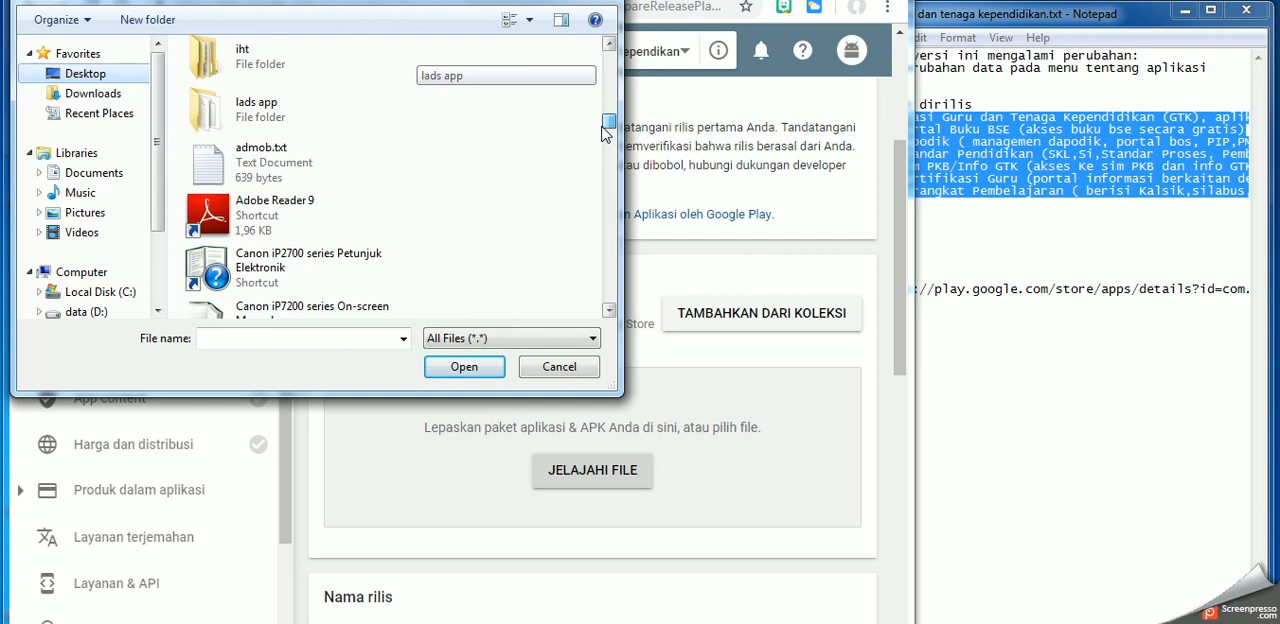 Organize
New folder
Favorites
Desktop
Downloads
Recent Places
Libraries
Documents
Music
Pictures
Videos
Computer
Local Disk (C:)
data (D:)
iht
File folder
lads app
File folder
lads app
admob.txt
Text Document
639 bytes
Adobe Reader 9
Shortcut
1,96 KB
Canon iP2700 series Petunjuk
Elektronik
Shortcut
Canon iP7200 series On-screen
File name:
All Files (*.*)
Open
Cancel
pareReleasePla...
ependikan
atangani rilis pertama Anda. Tandatangani
emverifikasi bahwa rilis berasal dari Anda.
au dibobol, hubungi dukungan developer
Aplikasi oleh Google Play.
Store
TAMBAHKAN DARI KOLEKSI
Lepaskan paket aplikasi & APK Anda di sini, atau pilih file.
JELAJAHI FILE
Nama rilis
App content
Harga dan distribusi
Produk dalam aplikasi
Layanan terjemahan
Layanan & API
dan tenaga kependidikan.txt - Notepad
dit Format View Help
versi ini mengalami perubahan:
rubahan data pada menu tentang aplikasi
dirilis
asi Guru dan Tenaga Kependidikan (GTK), aplik
rtal Buku BSE (akses buku bse secara gratis)
podik ( managemen dapodik, portal bos, PIP,PM
andar Pendidikan (SKL,Si,Standar Proses, Pemb
m PKB/Info GTK (akses Ke sim PKB dan info GTK
rtifikasi Guru (portal informasi berkaitan de
rangkat Pembelajaran ( berisi Kalsik,silabus,
://play.google.com/store/apps/details?id=com.
Screenpresso
.com